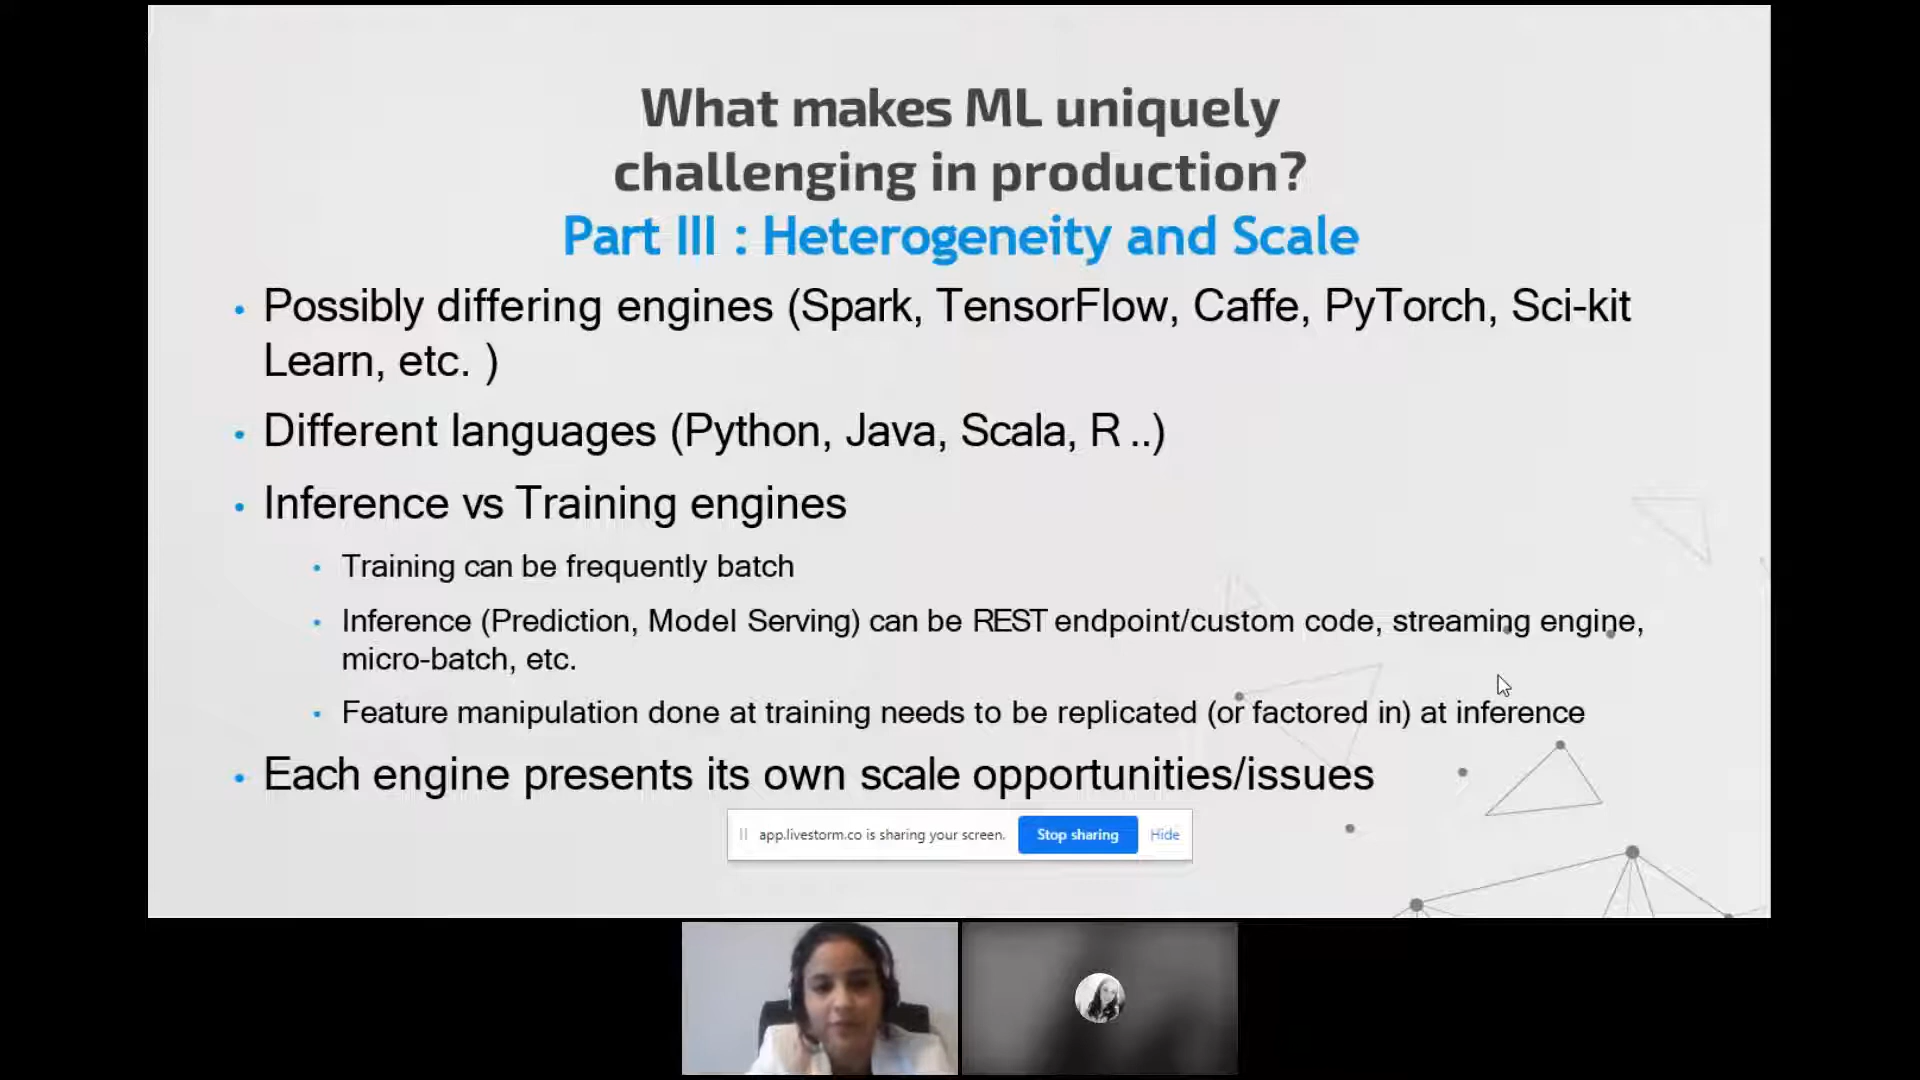 What makes ML uniquely
challenging in production?
Part III : Heterogeneity and Scale
• Possibly differing engines (Spark, TensorFlow, Caffe, PyTorch, Sci-kit
Learn, etc. )
• Different languages (Python, Java, Scala, R ..)
• Inference vs Training engines
• Training can be frequently batch
• Inference (Prediction, Model Serving) can be REST endpoint/custom code, streaming engine,
micro-batch, etc.
• Feature manipulation done at training needs to be replicated (or factored in) at inference
• Each engine presents its own scale opportunities/issues
app.livestorm.co is sharing your screen. Stop sharing Hide